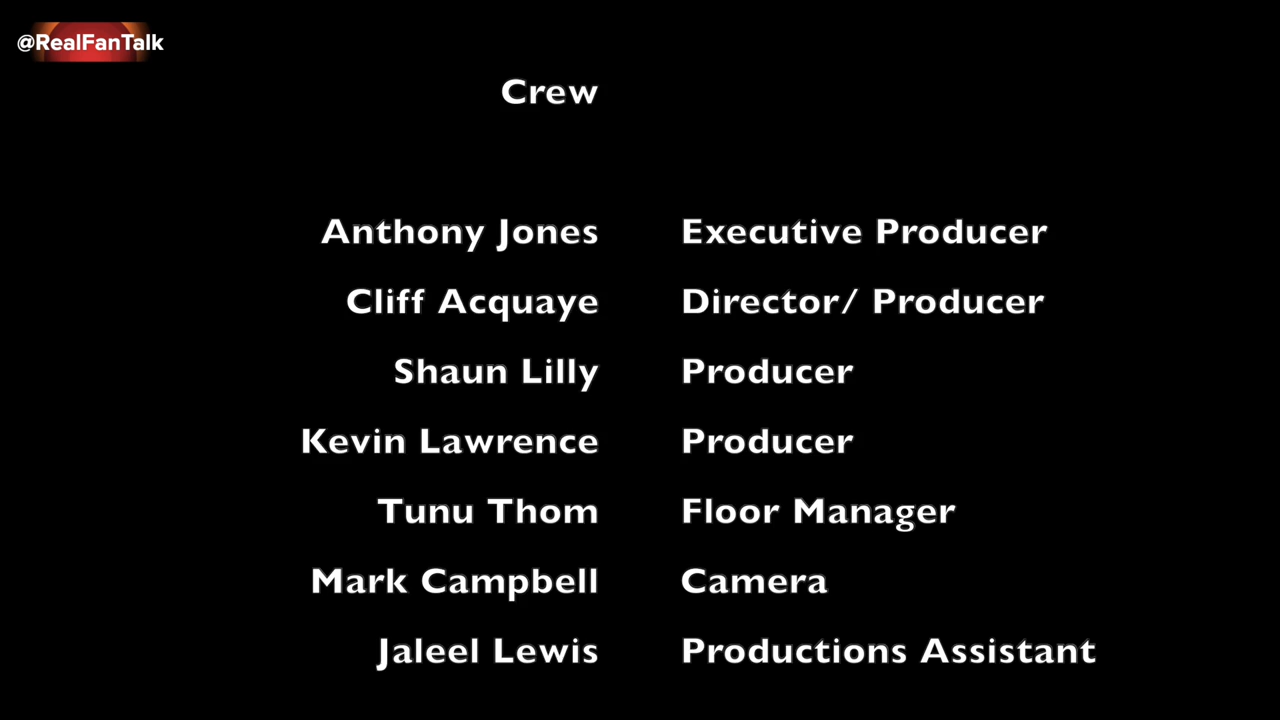 @RealFanTalk
Crew
Anthony Jones Executive Producer
Cliff Acquaye Director/ Producer
Shaun Lilly Producer
Kevin Lawrence Producer
Tunu Thom Floor Manager
Mark Campbell Camera
Jaleel Lewis Productions Assistant